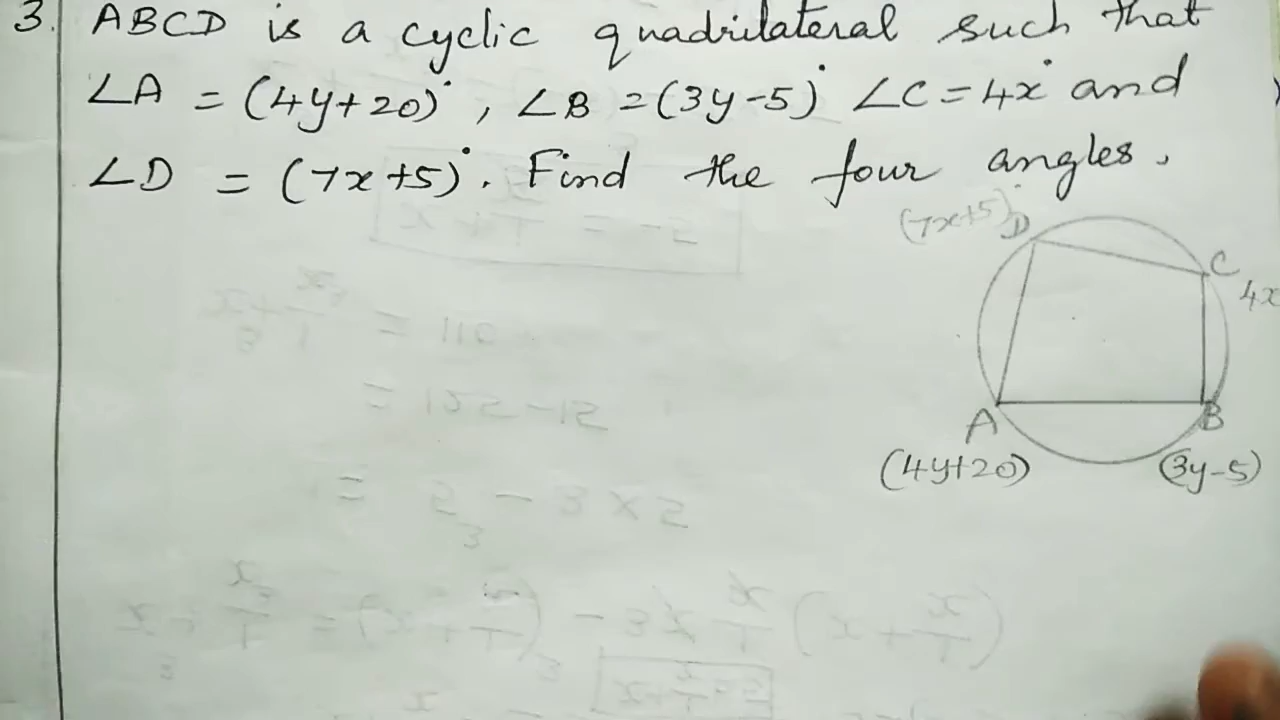 3. ABCD is a cyclic quadrilateral such that
∠A = (4y+20)°, ∠B = (3y-5)° ∠C = 4x° and
∠D = (7x+5)°. Find the four angles.
(7x+5) D
C
4x
A
B
(4y+20)
(3y-5)